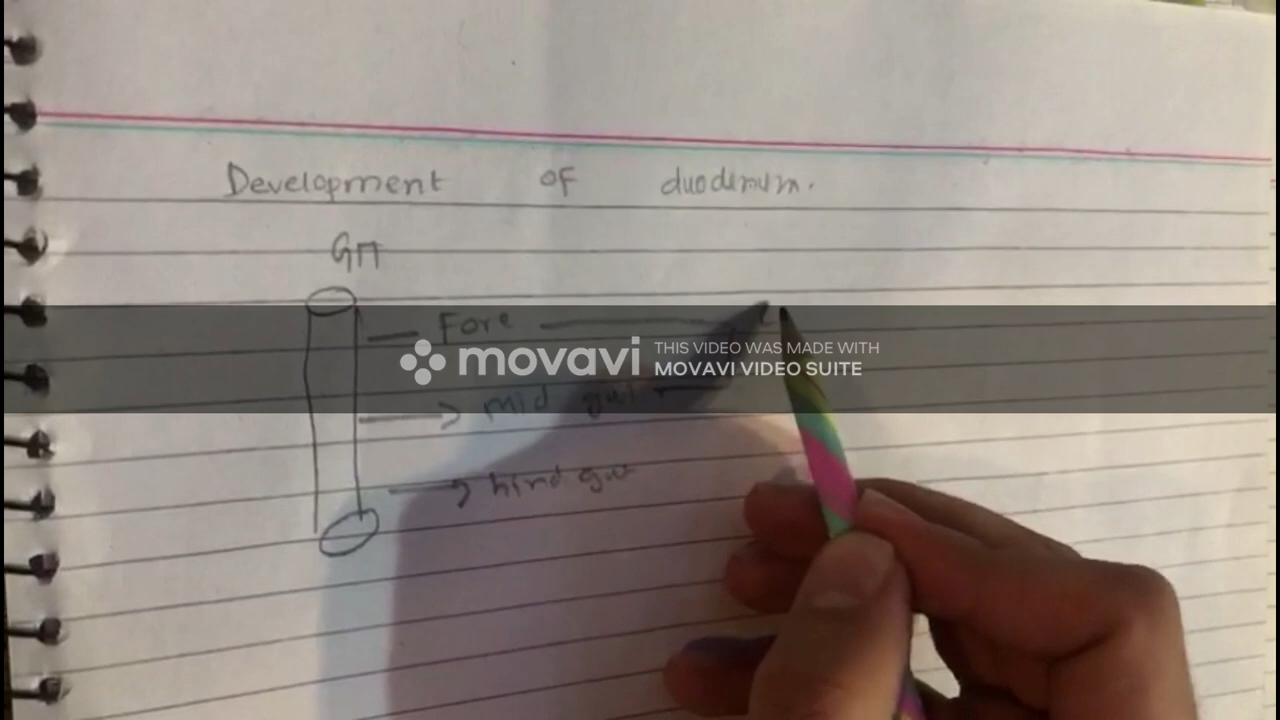 Development of duodenum.
GIT
Fore
movavi THIS VIDEO WAS MADE WITH
MOVAVI VIDEO SUITE
mid gut
hind gut